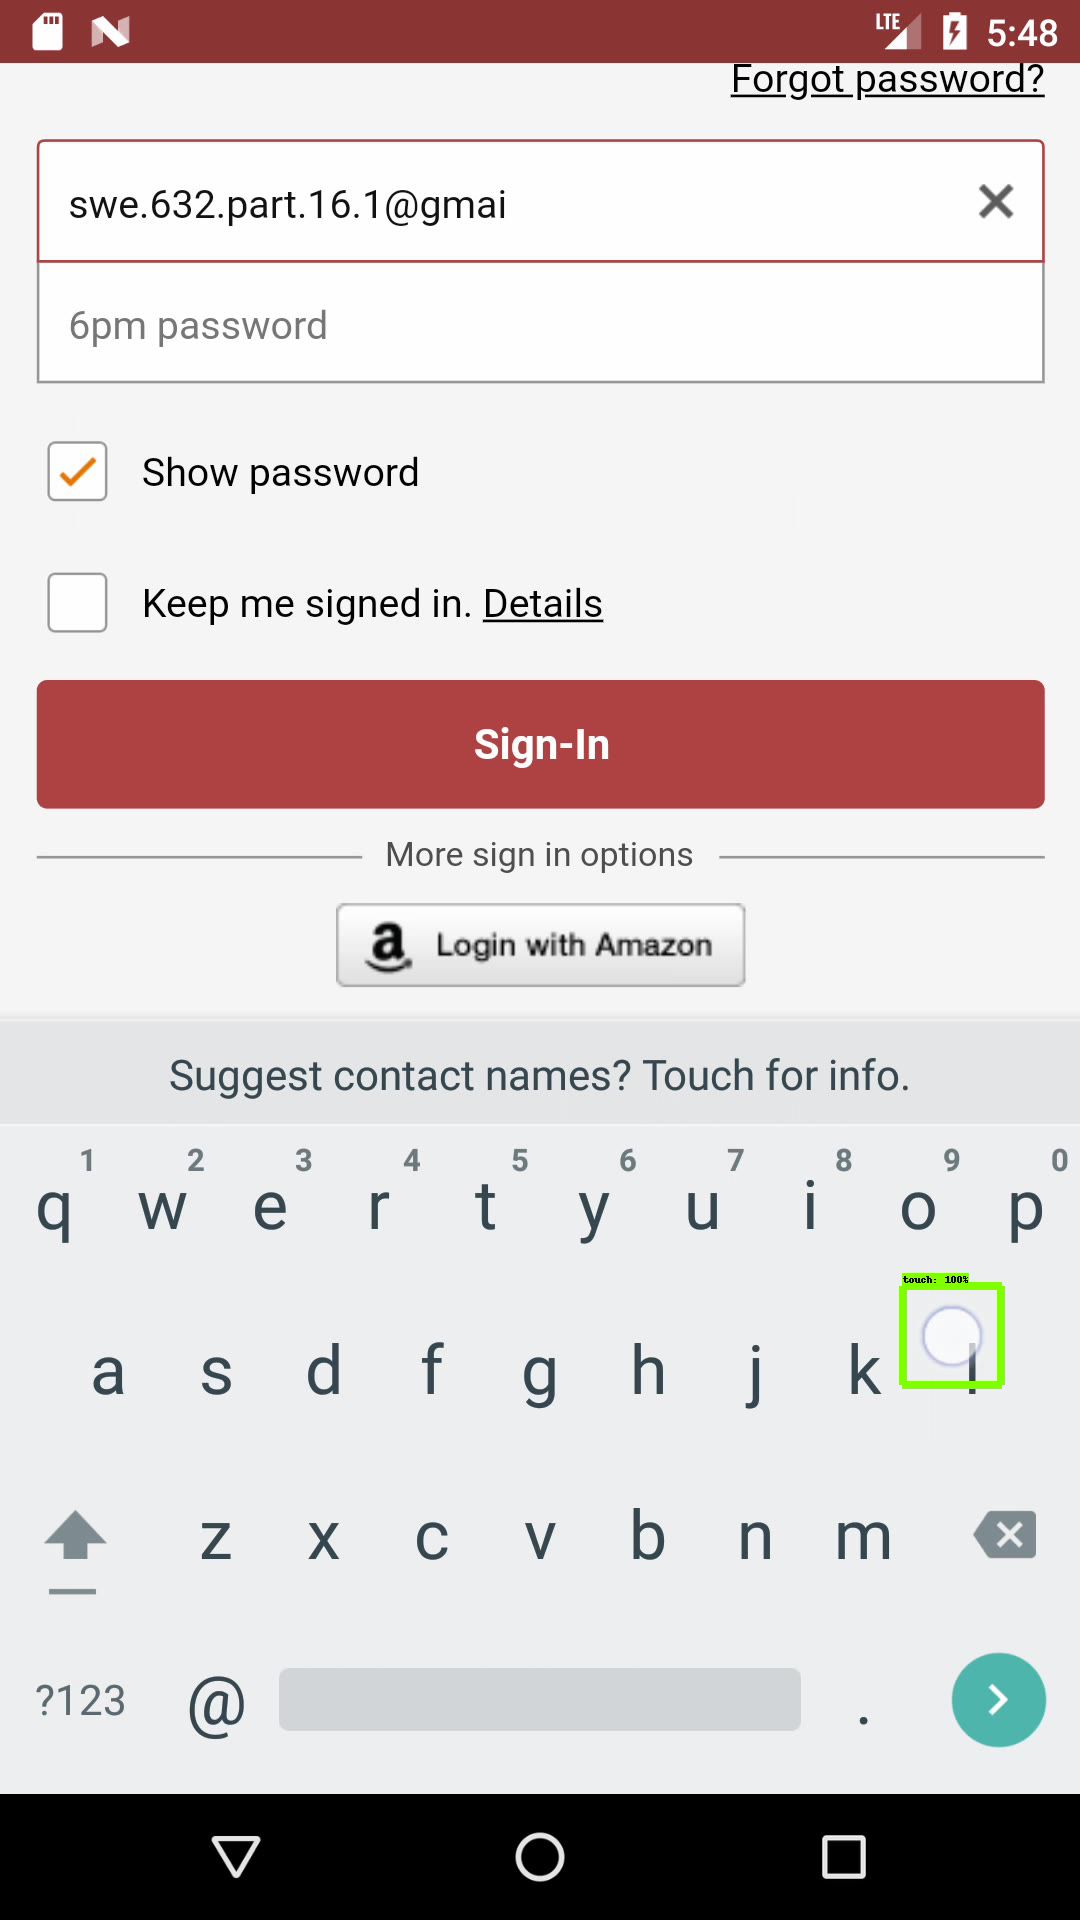 LTE 5:48
Forgot password?
swe.632.part.16.1@gmai
6pm password
Show password
Keep me signed in. Details
Sign-In
More sign in options
a Login with Amazon
Suggest contact names? Touch for info.
1 2 3 4 5 6 7 8 9 0
q w e r t y u i o p
touch: 100%
a s d f g h j k l
z x c v b n m
?123 @ .